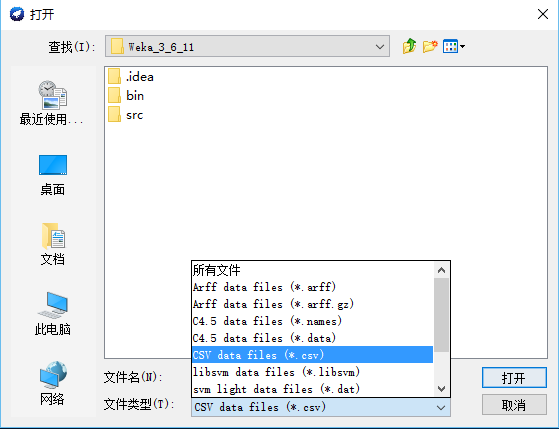 打开
查找(I):
Weka_3_6_11
.idea
bin
src
最近使用...
桌面
文档
此电脑
网络
所有文件
Arff data files (*.arff)
Arff data files (*.arff.gz)
C4.5 data files (*.names)
C4.5 data files (*.data)
CSV data files (*.csv)
libsvm data files (*.libsvm)
svm light data files (*.dat)
文件名(N):
打开
文件类型(T):
CSV data files (*.csv)
取消